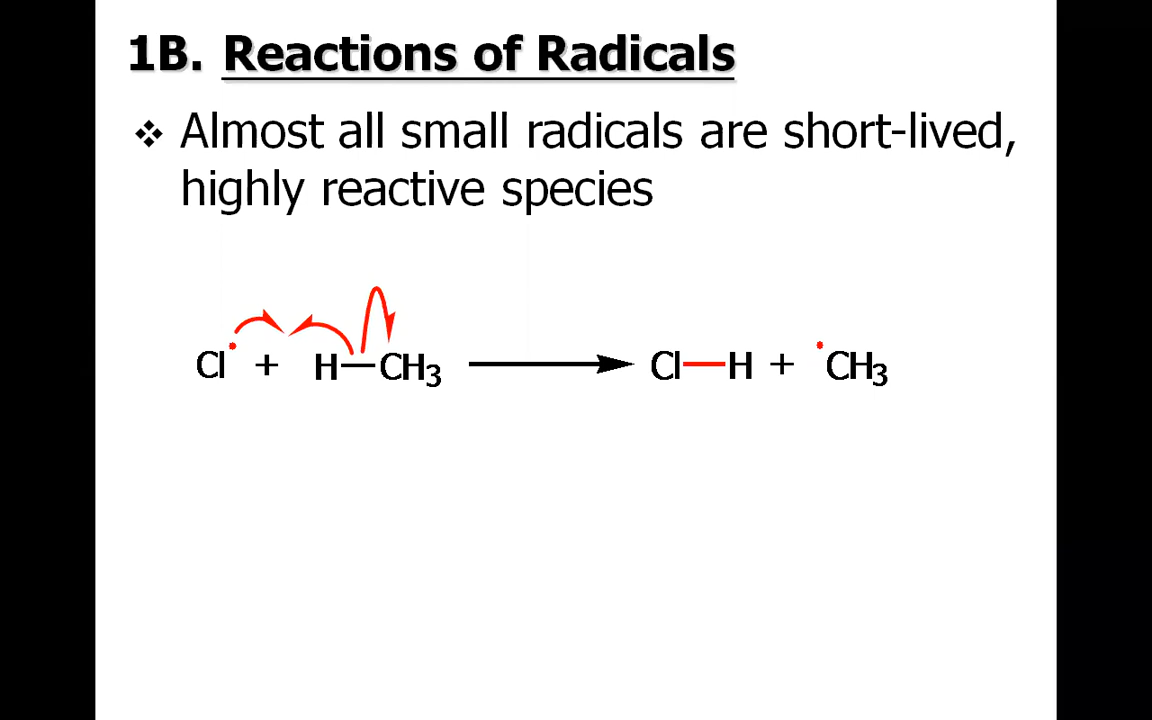 1B. Reactions of Radicals
❖ Almost all small radicals are short-lived,
highly reactive species
Cl• + H—CH₃ ⟶ Cl—H + •CH₃